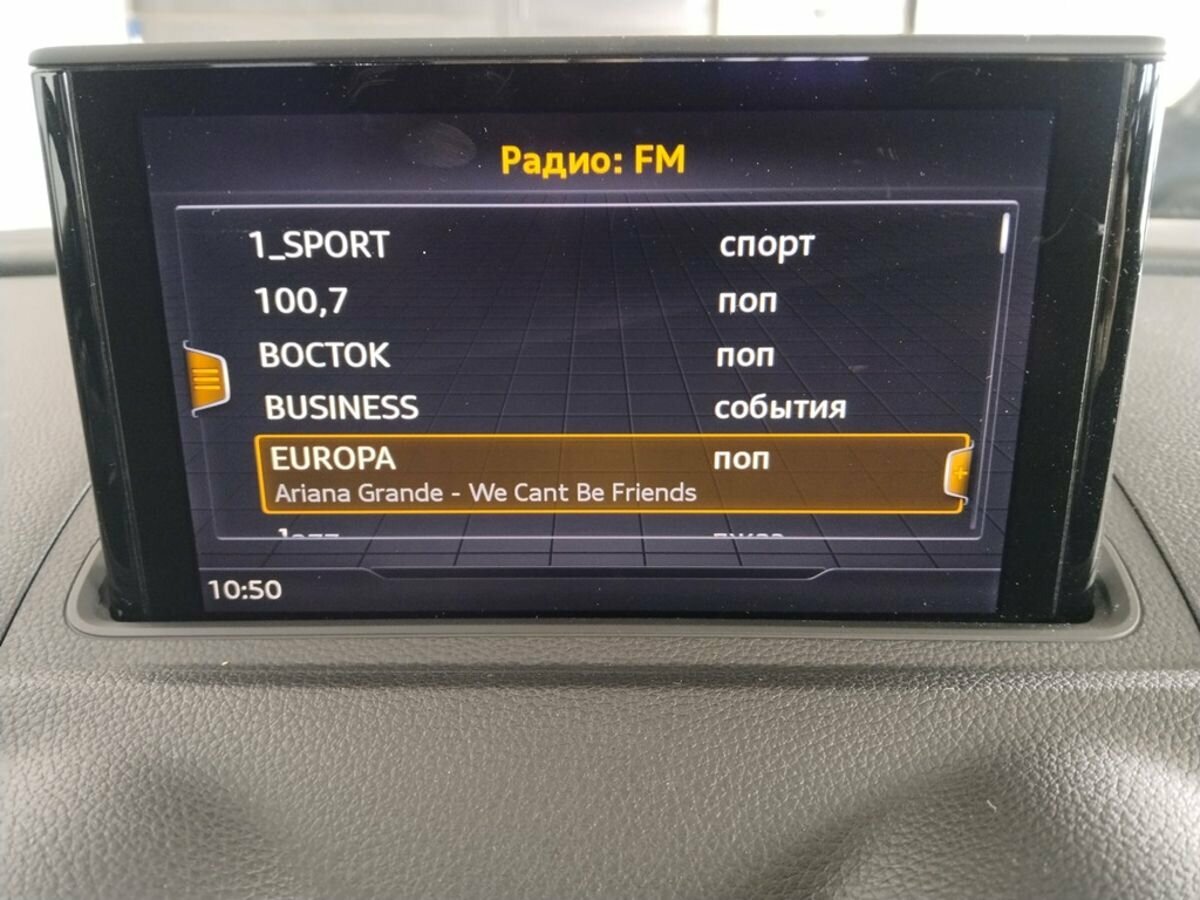 Радио: FM
1_SPORT спорт
100,7 поп
ВОСТОК поп
BUSINESS события
EUROPA поп
Ariana Grande - We Cant Be Friends
10:50